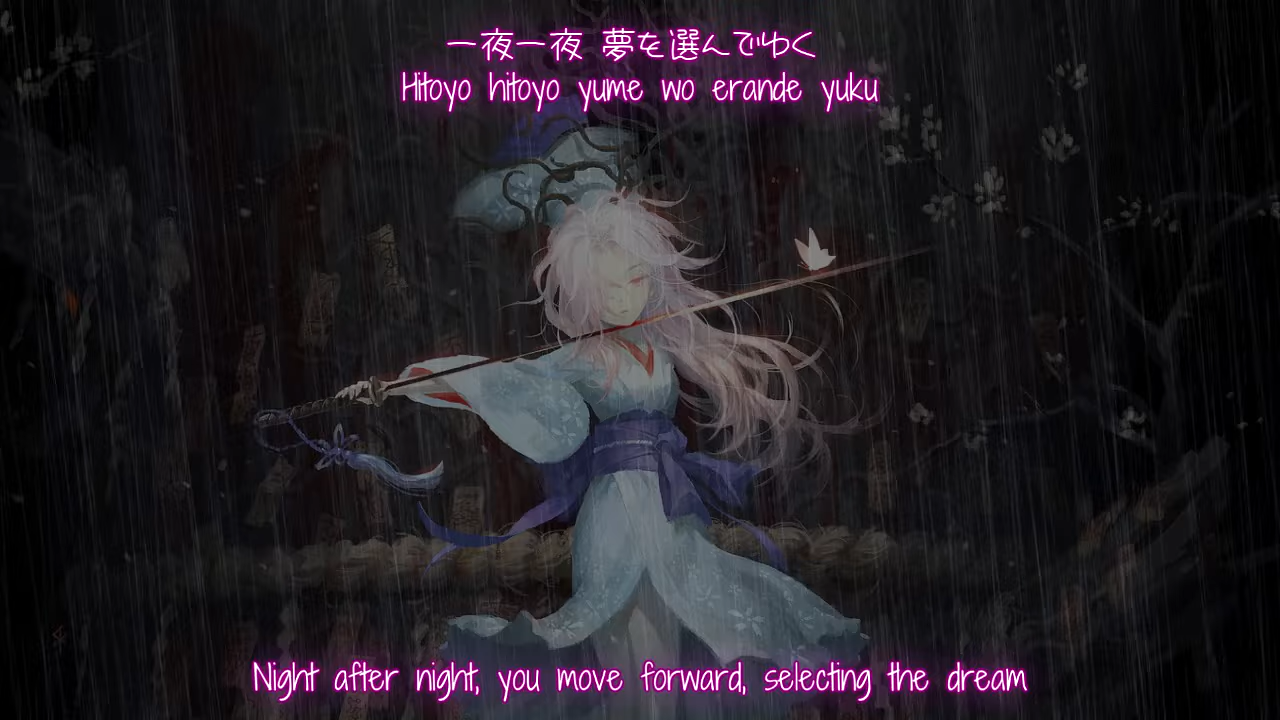 一夜一夜 夢を選んでゆく
Hitoyo hitoyo yume wo erande yuku
Night after night, you move forward, selecting the dream